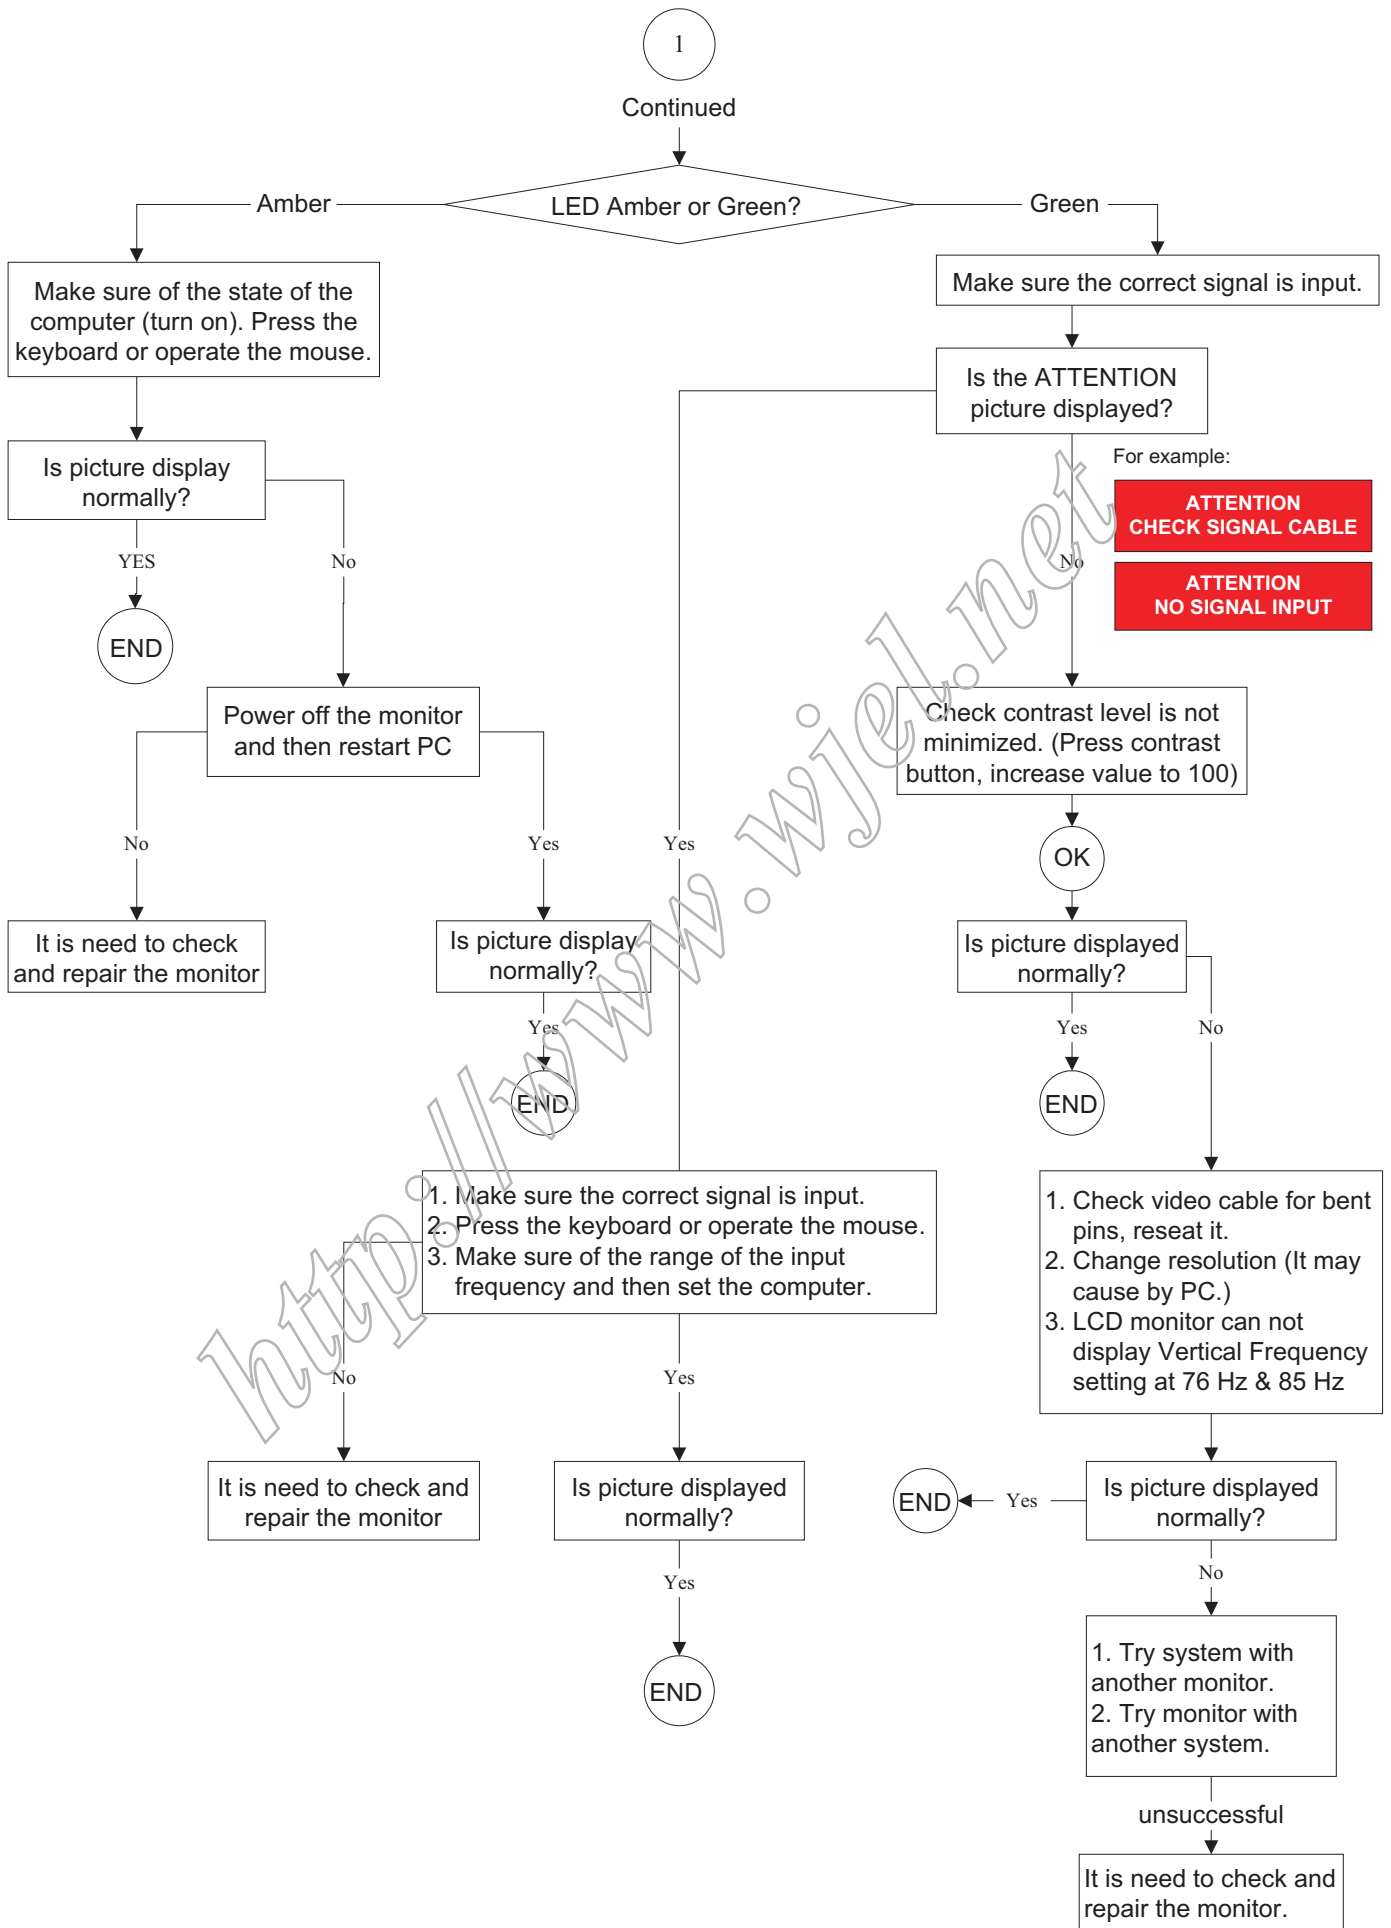 1
Continued
LED Amber or Green?
Amber
Green
Make sure of the state of the
computer (turn on). Press the
keyboard or operate the mouse.
Make sure the correct signal is input.
Is the ATTENTION
picture displayed?
Is picture display
normally?
For example:
ATTENTION
CHECK SIGNAL CABLE
ATTENTION
NO SIGNAL INPUT
YES
No
No
END
Power off the monitor
and then restart PC
Check contrast level is not
minimized. (Press contrast
button, increase value to 100)
No
Yes
Yes
OK
It is need to check
and repair the monitor
Is picture display
normally?
Is picture displayed
normally?
Yes
Yes
No
END
END
1. Make sure the correct signal is input.
2. Press the keyboard or operate the mouse.
3. Make sure of the range of the input
frequency and then set the computer.
1. Check video cable for bent
pins, reseat it.
2. Change resolution (It may
cause by PC.)
3. LCD monitor can not
display Vertical Frequency
setting at 76 Hz & 85 Hz
No
Yes
It is need to check and
repair the monitor
Is picture displayed
normally?
END
Yes
Is picture displayed
normally?
Yes
No
END
1. Try system with
another monitor.
2. Try monitor with
another system.
unsuccessful
It is need to check and
repair the monitor.
http://www.wjel.net